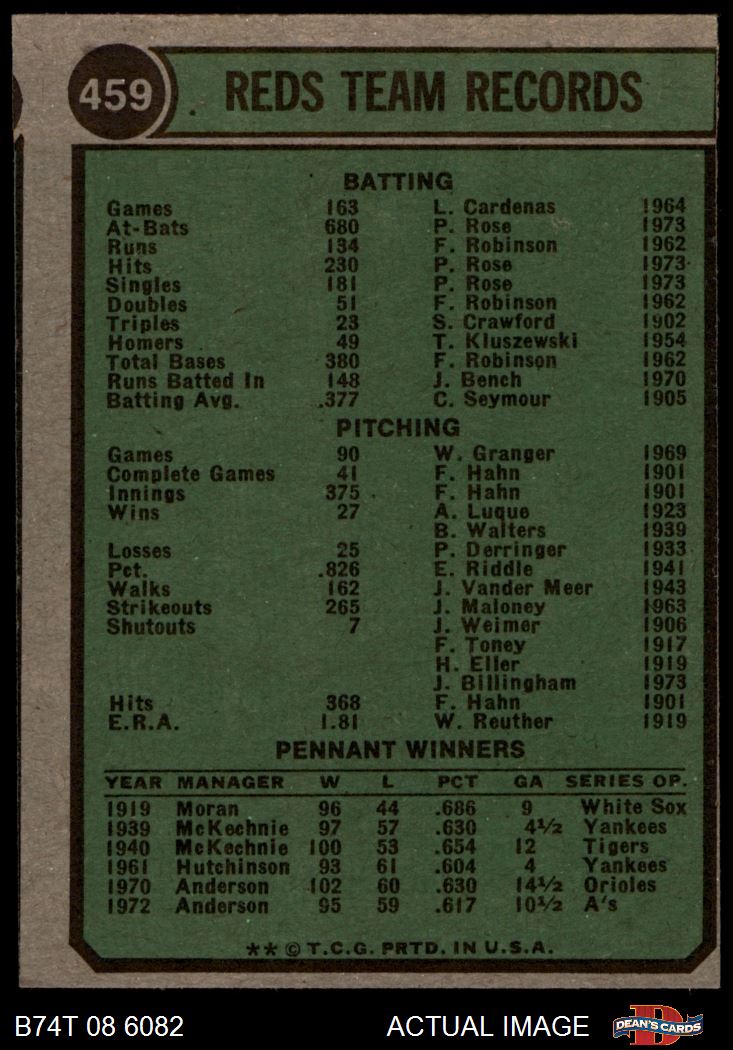 459 REDS TEAM RECORDS
BATTING
Games 163 L. Cardenas 1964
At-Bats 680 P. Rose 1973
Runs 134 F. Robinson 1962
Hits 230 P. Rose 1973
Singles 181 P. Rose 1973
Doubles 51 F. Robinson 1962
Triples 23 S. Crawford 1902
Homers 49 T. Kluszewski 1954
Total Bases 380 F. Robinson 1962
Runs Batted In 148 J. Bench 1970
Batting Avg. .377 C. Seymour 1905
PITCHING
Games 90 W. Granger 1969
Complete Games 41 F. Hahn 1901
Innings 375 F. Hahn 1901
Wins 27 A. Luque 1923
B. Walters 1939
Losses 25 P. Derringer 1933
Pct. .826 E. Riddle 1941
Walks 162 J. Vander Meer 1943
Strikeouts 265 J. Maloney 1963
Shutouts 7 J. Weimer 1906
F. Toney 1917
H. Eller 1919
J. Billingham 1973
Hits 368 F. Hahn 1901
E.R.A. 1.81 W. Reuther 1919
PENNANT WINNERS
YEAR MANAGER W L PCT GA SERIES OP.
1919 Moran 96 44 .686 9 White Sox
1939 McKechnie 97 57 .630 4½ Yankees
1940 McKechnie 100 53 .654 12 Tigers
1961 Hutchinson 93 61 .604 4 Yankees
1970 Anderson 102 60 .630 14½ Orioles
1972 Anderson 95 59 .617 10½ A's
** © T.C.G. PRTD. IN U.S.A.
B74T 08 6082 ACTUAL IMAGE D DEAN'S CARDS